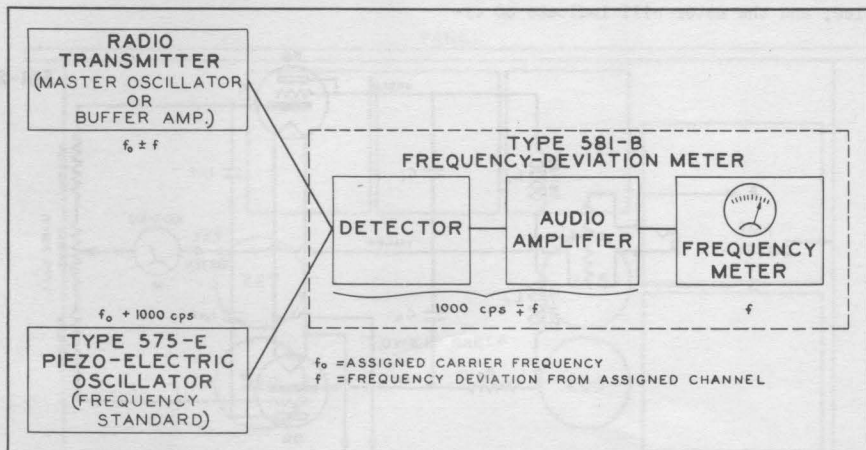 RADIO
TRANSMITTER
(MASTER OSCILLATOR
OR
BUFFER AMP.)
f₀ ± f
TYPE 581-B
FREQUENCY-DEVIATION METER
DETECTOR
AUDIO
AMPLIFIER
FREQUENCY
METER
1000 cps ∓ f
f
f₀ + 1000 cps
TYPE 575-E
PIEZO-ELECTRIC
OSCILLATOR
(FREQUENCY
STANDARD)
f₀ = ASSIGNED CARRIER FREQUENCY
f = FREQUENCY DEVIATION FROM ASSIGNED CHANNEL